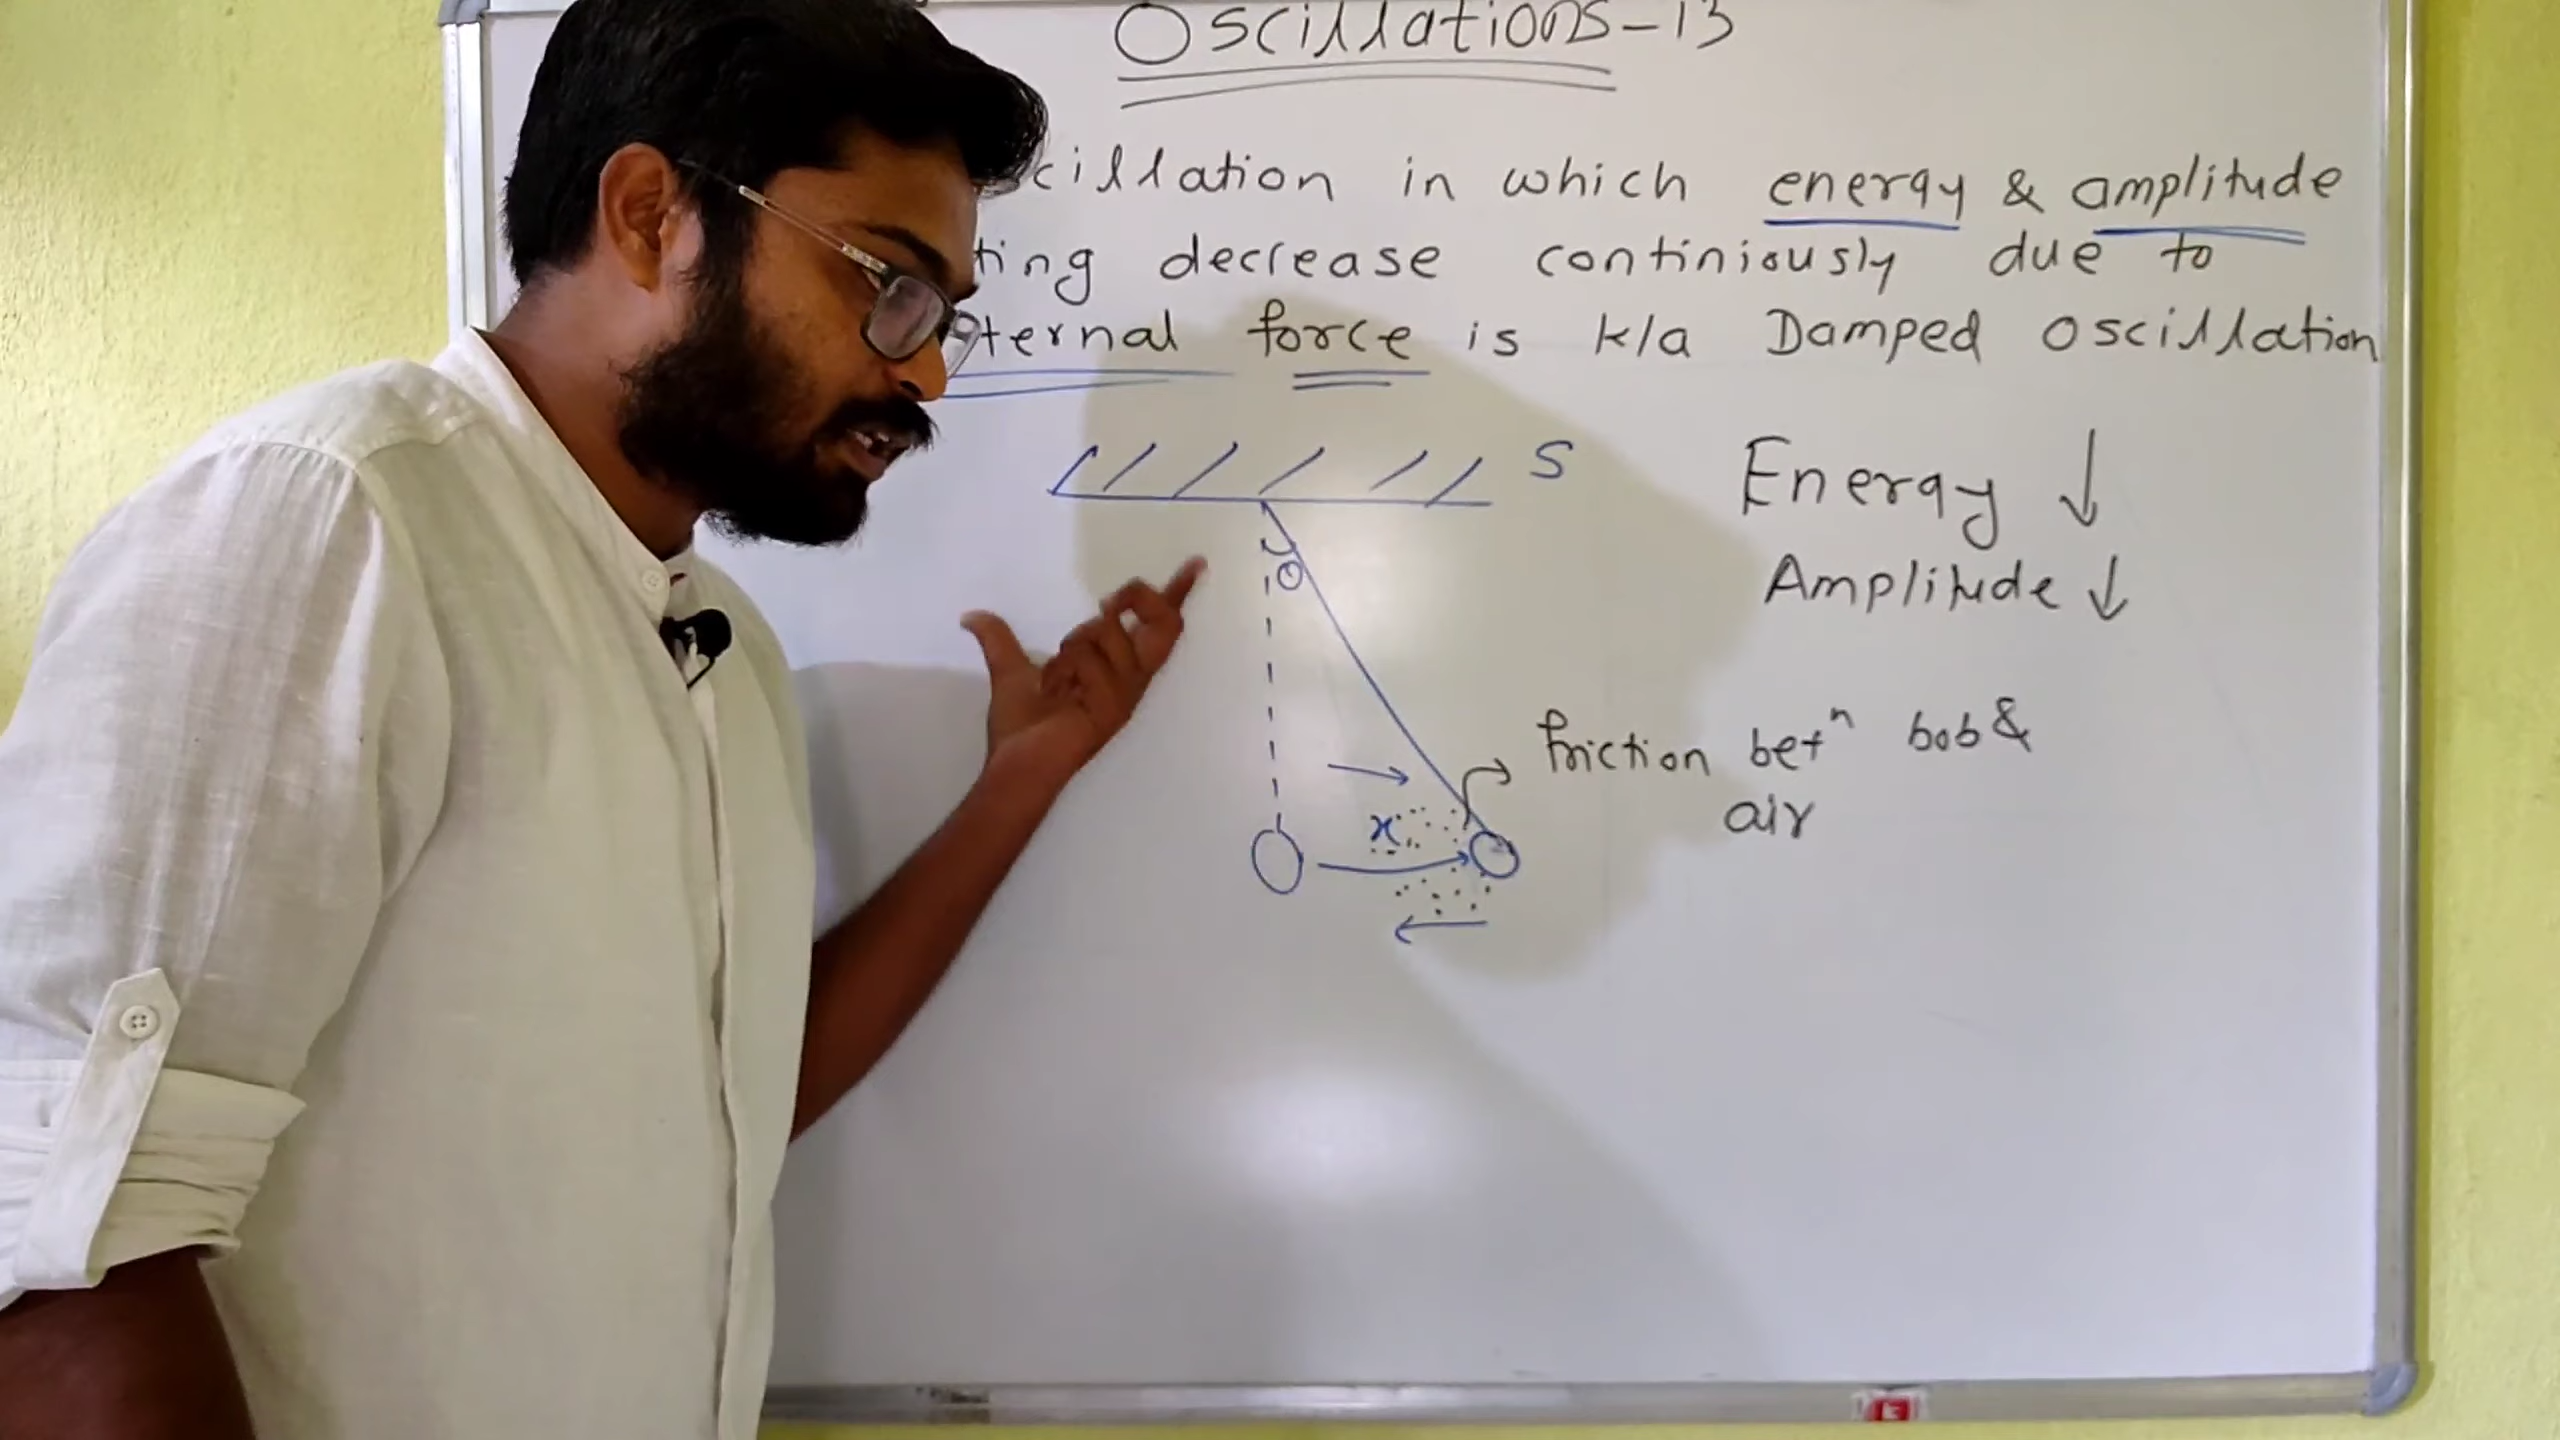 Oscillations-13
cillation in which energy & amplitude
ting decrease continiously due to
ternal force is k/a Damped oscillation
S
Energy ↓
Amplitude ↓
θ
friction betⁿ bob &
air
x